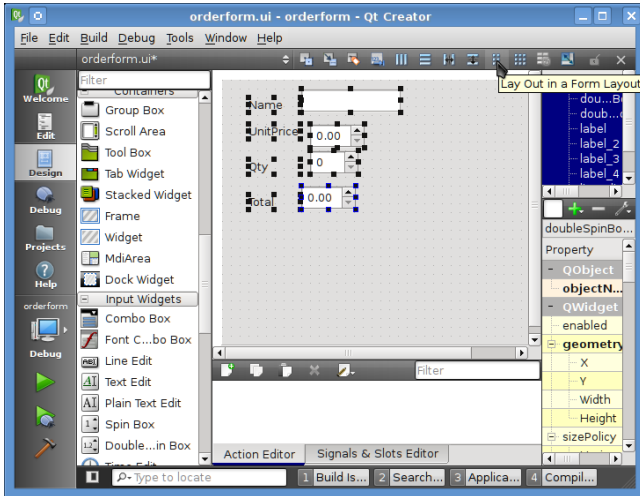 orderform.ui - orderform - Qt Creator
File Edit Build Debug Tools Window Help
orderform.ui*
Lay Out in a Form Layout
Qt
Welcome
Edit
Design
Debug
Projects
Help
orderform
Debug
Filter
Containers
Group Box
Scroll Area
Tool Box
Tab Widget
Stacked Widget
Frame
Widget
MdiArea
Dock Widget
Input Widgets
Combo Box
Font C...bo Box
Line Edit
Text Edit
Plain Text Edit
Spin Box
Double...in Box
Time Edit
Name
UnitPrice
0.00
Qty
0
Total
0.00
Filter
Action Editor Signals & Slots Editor
dou...B
doub...
label
label_2
label_3
label_4
doubleSpinBo...
Property
QObject
objectN...
QWidget
enabled
geometry
X
Y
Width
Height
sizePolicy
Type to locate
1 Build Is... 2 Search... 3 Applica... 4 Compil...